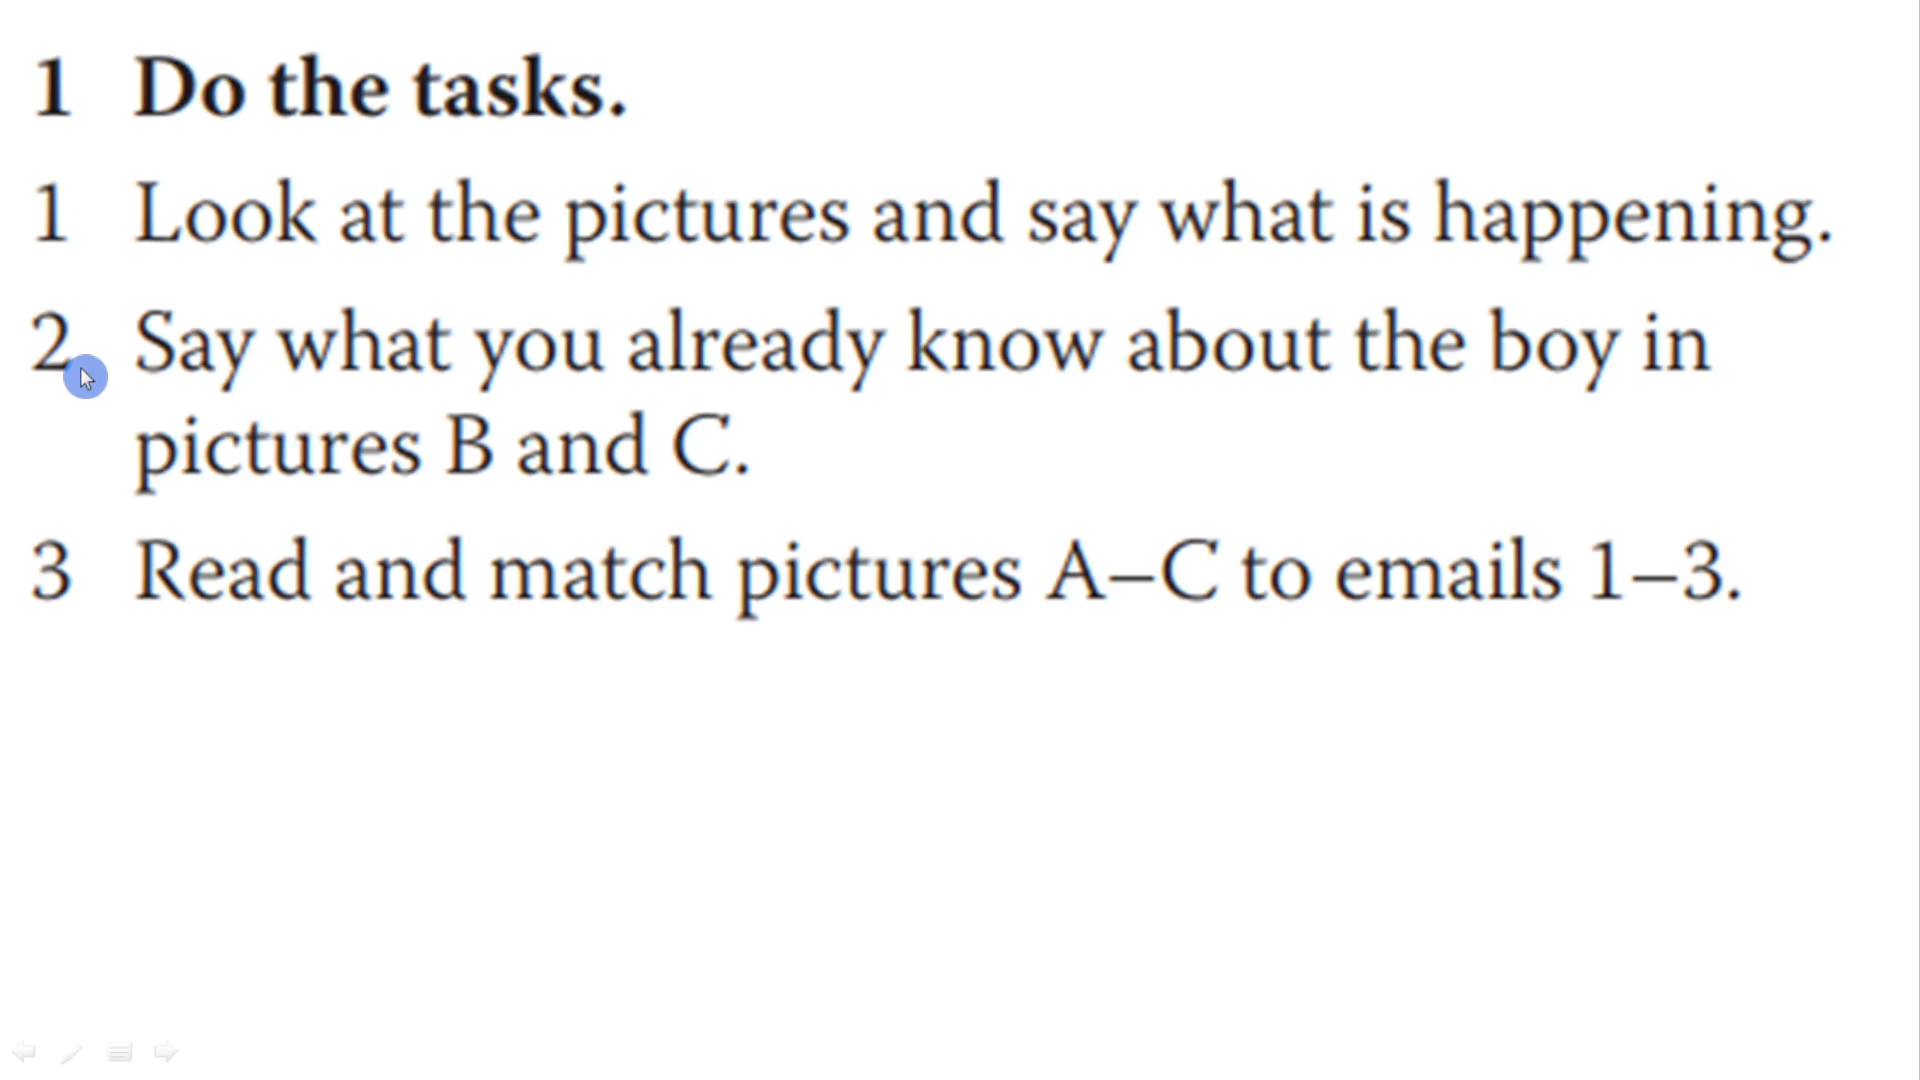 1 Do the tasks.
1 Look at the pictures and say what is happening.
2 Say what you already know about the boy in
pictures B and C.
3 Read and match pictures A–C to emails 1–3.